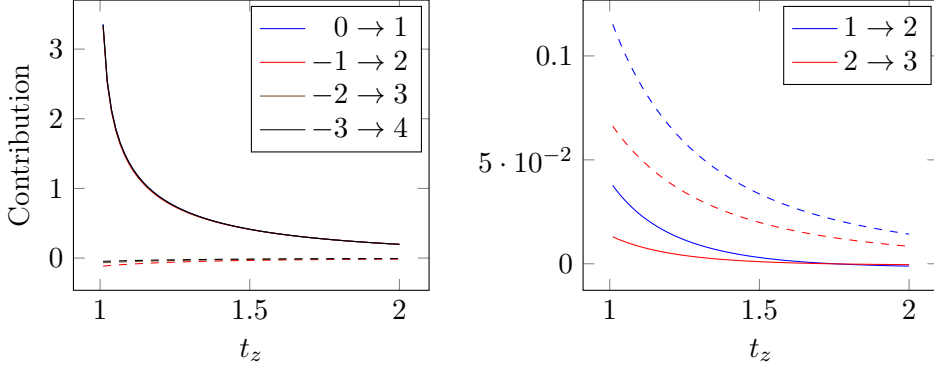 Contribution
3
2
1
0
1
1.5
2
t_z
0 → 1
−1 → 2
−2 → 3
−3 → 4
0.1
5 · 10^{−2}
0
1
1.5
2
t_z
1 → 2
2 → 3